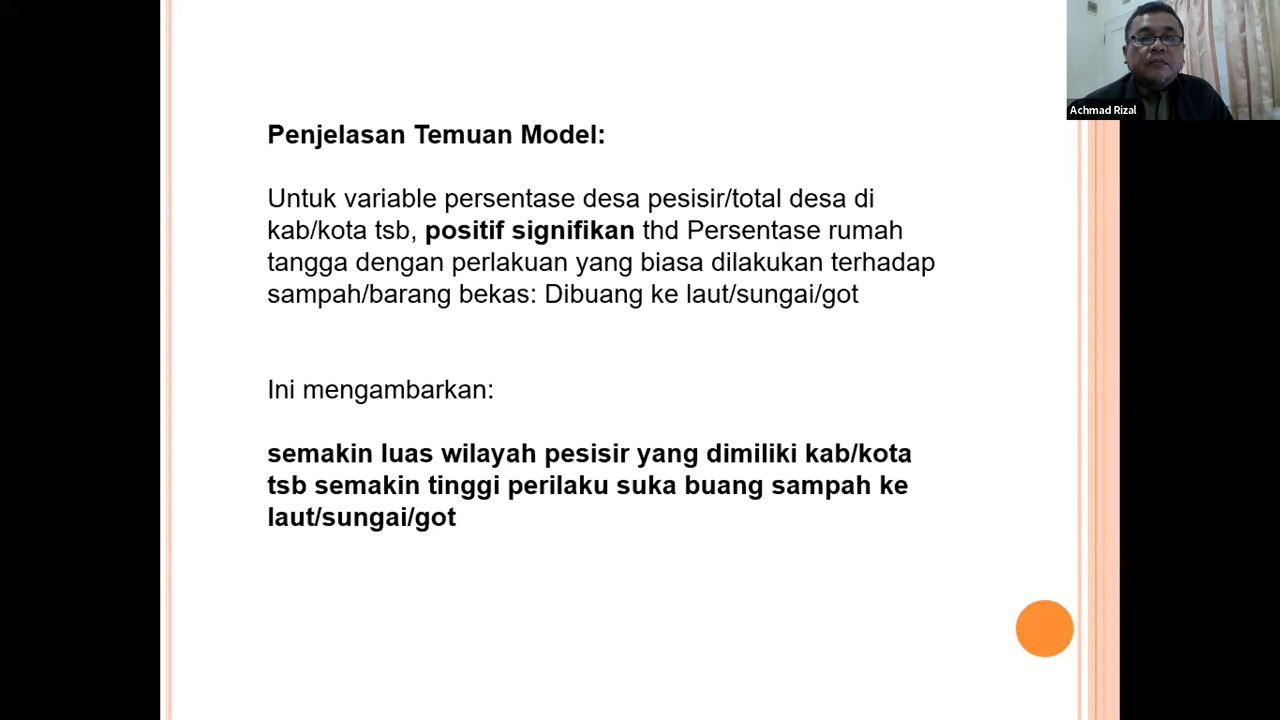 Achmad Rizal
Penjelasan Temuan Model:
Untuk variable persentase desa pesisir/total desa di
kab/kota tsb, positif signifikan thd Persentase rumah
tangga dengan perlakuan yang biasa dilakukan terhadap
sampah/barang bekas: Dibuang ke laut/sungai/got
Ini mengambarkan:
semakin luas wilayah pesisir yang dimiliki kab/kota
tsb semakin tinggi perilaku suka buang sampah ke
laut/sungai/got